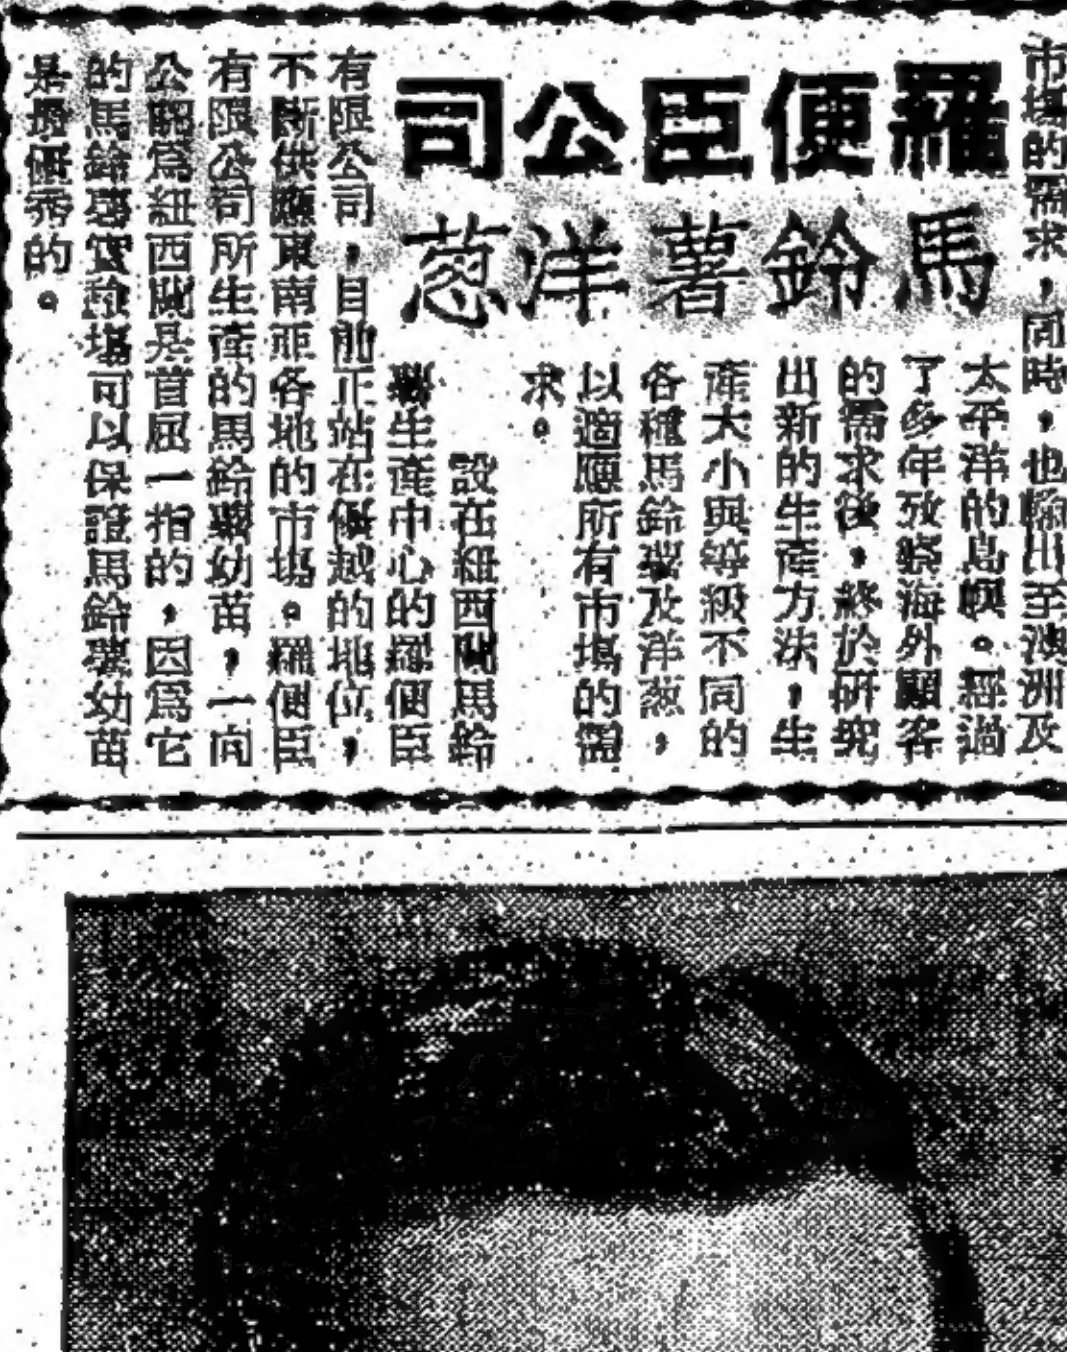 羅便臣公司
馬鈴薯洋葱
市場的需求，同時，也輸出至澳洲及
太平洋的島嶼。經過
了多年攷察海外顧客
的需求後，終於研究
出新的生產方法，生
產大小與等級不同的
各種馬鈴薯及洋葱，
以適應所有市場的需
求。
設在紐西蘭馬鈴
薯生產中心的羅便臣
有限公司，目前正站在優越的地位，
不斷供應東南亞各地的市場。羅便臣
有限公司所生產的馬鈴薯幼苗，一向
公認爲紐西蘭是首屈一指的，因爲它
的馬鈴薯實驗場可以保證馬鈴薯幼苗
是最優秀的。